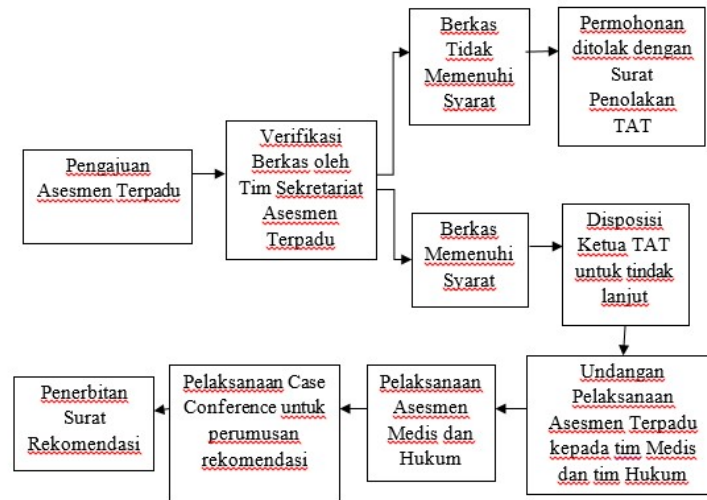 Pengajuan
Asesmen Terpadu
Verifikasi
Berkas oleh
Tim Sekretariat
Asesmen
Terpadu
Berkas
Tidak
Memenuhi
Syarat
Permohonan
ditolak dengan
Surat
Penolakan
TAT
Berkas
Memenuhi
Syarat
Disposisi
Ketua TAT
untuk tindak
lanjut
Undangan
Pelaksanaan
Asesmen Terpadu
kepada tim Medis
dan tim Hukum
Pelaksanaan
Asesmen
Medis dan
Hukum
Pelaksanaan Case
Conference untuk
perumusan
rekomendasi
Penerbitan
Surat
Rekomendasi